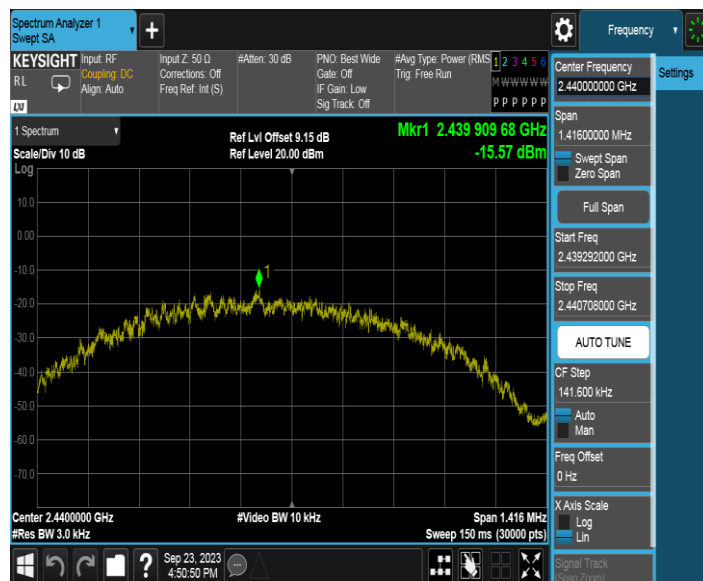 Spectrum Analyzer 1
Swept SA
+
Frequency
KEYSIGHT
Input: RF
Coupling: DC
Align: Auto
Input Z: 50 Ω
Corrections: Off
Freq Ref: Int (S)
#Atten: 30 dB
PNO: Best Wide
Gate: Off
IF Gain: Low
Sig Track: Off
#Avg Type: Power (RMS
Trig: Free Run
1 2 3 4 5 6
M W W W W W
P P P P P P
R L
LXI
Center Frequency
2.440000000 GHz
Settings
Span
1.41600000 MHz
Swept Span
Zero Span
Full Span
Start Freq
2.439292000 GHz
Stop Freq
2.440708000 GHz
AUTO TUNE
CF Step
141.600 kHz
Auto
Man
Freq Offset
0 Hz
X Axis Scale
Log
Lin
Signal Track
(Span Zoom)
1 Spectrum
Scale/Div 10 dB
Log
Ref Lvl Offset 9.15 dB
Ref Level 20.00 dBm
Mkr1 2.439 909 68 GHz
-15.57 dBm
10.0
0.00
-10.0
-20.0
-30.0
-40.0
-50.0
-60.0
-70.0
1
Center 2.4400000 GHz
#Res BW 3.0 kHz
#Video BW 10 kHz
Span 1.416 MHz
Sweep 150 ms (30000 pts)
?
Sep 23, 2023
4:50:50 PM